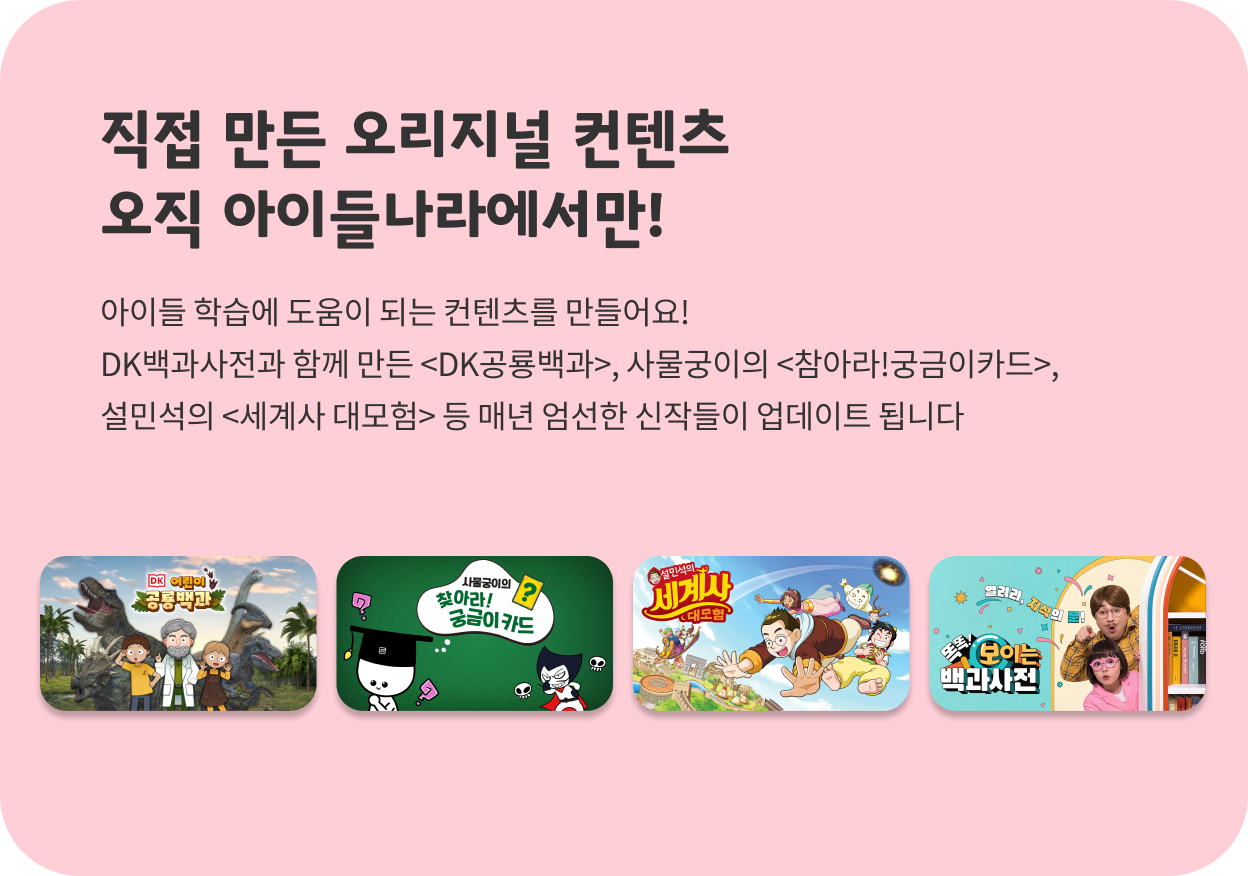 직접 만든 오리지널 컨텐츠
오직 아이들나라에서만!
아이들 학습에 도움이 되는 컨텐츠를 만들어요!
DK백과사전과 함께 만든 <DK공룡백과>, 사물궁이의 <참아라!궁금이카드>,
설민석의 <세계사 대모험> 등 매년 엄선한 신작들이 업데이트 됩니다
DK 어린이
공룡백과
사물궁이의
찾아라!
궁금이카드
?
?
?
설민석의
세계사
대모험
열려라, 지식의 문!
똑똑!
보이는
백과사전